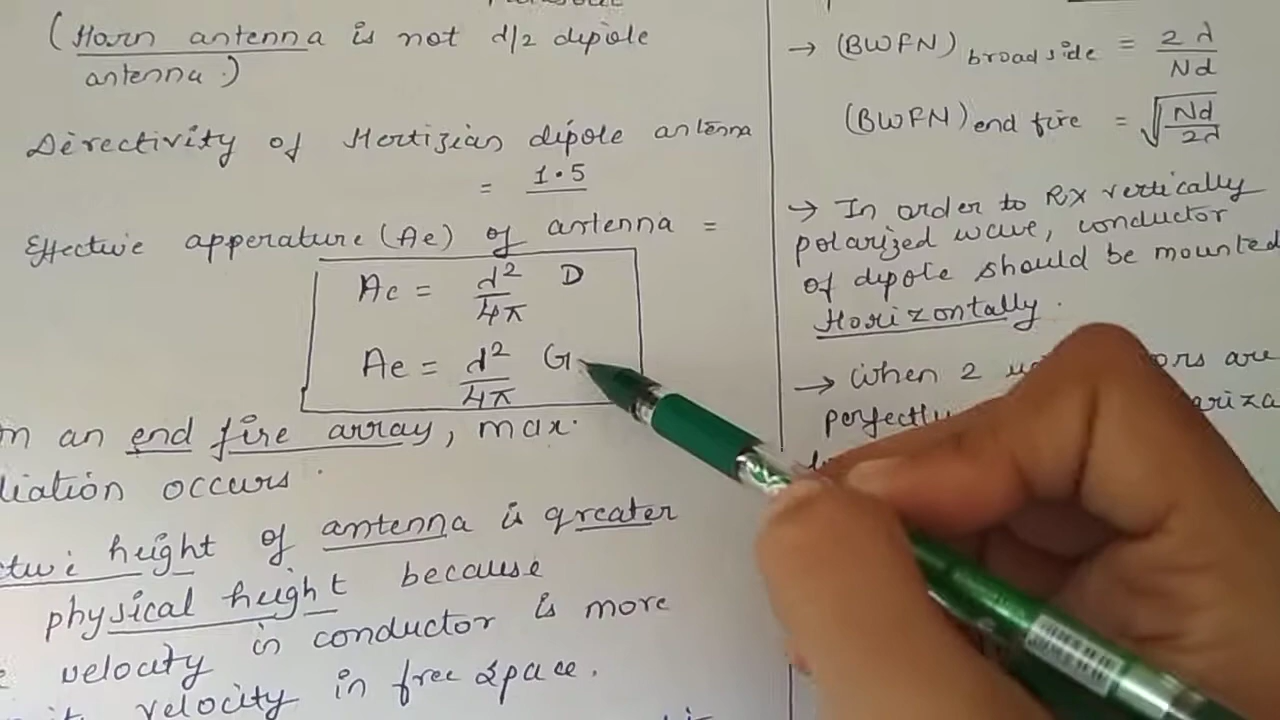 (Horn antenna is not λ/2 dipole
antenna.)
Directivity of Hertizian dipole antenna
= 1.5
Effective apperature (Ae) of antenna =
Ae = λ²/4π D
Ae = λ²/4π G
an end fire array, max.
occurs.
height of antenna is greater
physical height because
velocity in conductor is more
velocity in free space.
→ (BWFN) broad side = 2λ/Nd
(BWFN) end fire = √(Nd/2λ)
→ In order to RX vertically
polarized wave, conductor
of dipole should be mounted
Horizontally.
→ When 2 are
perfectly